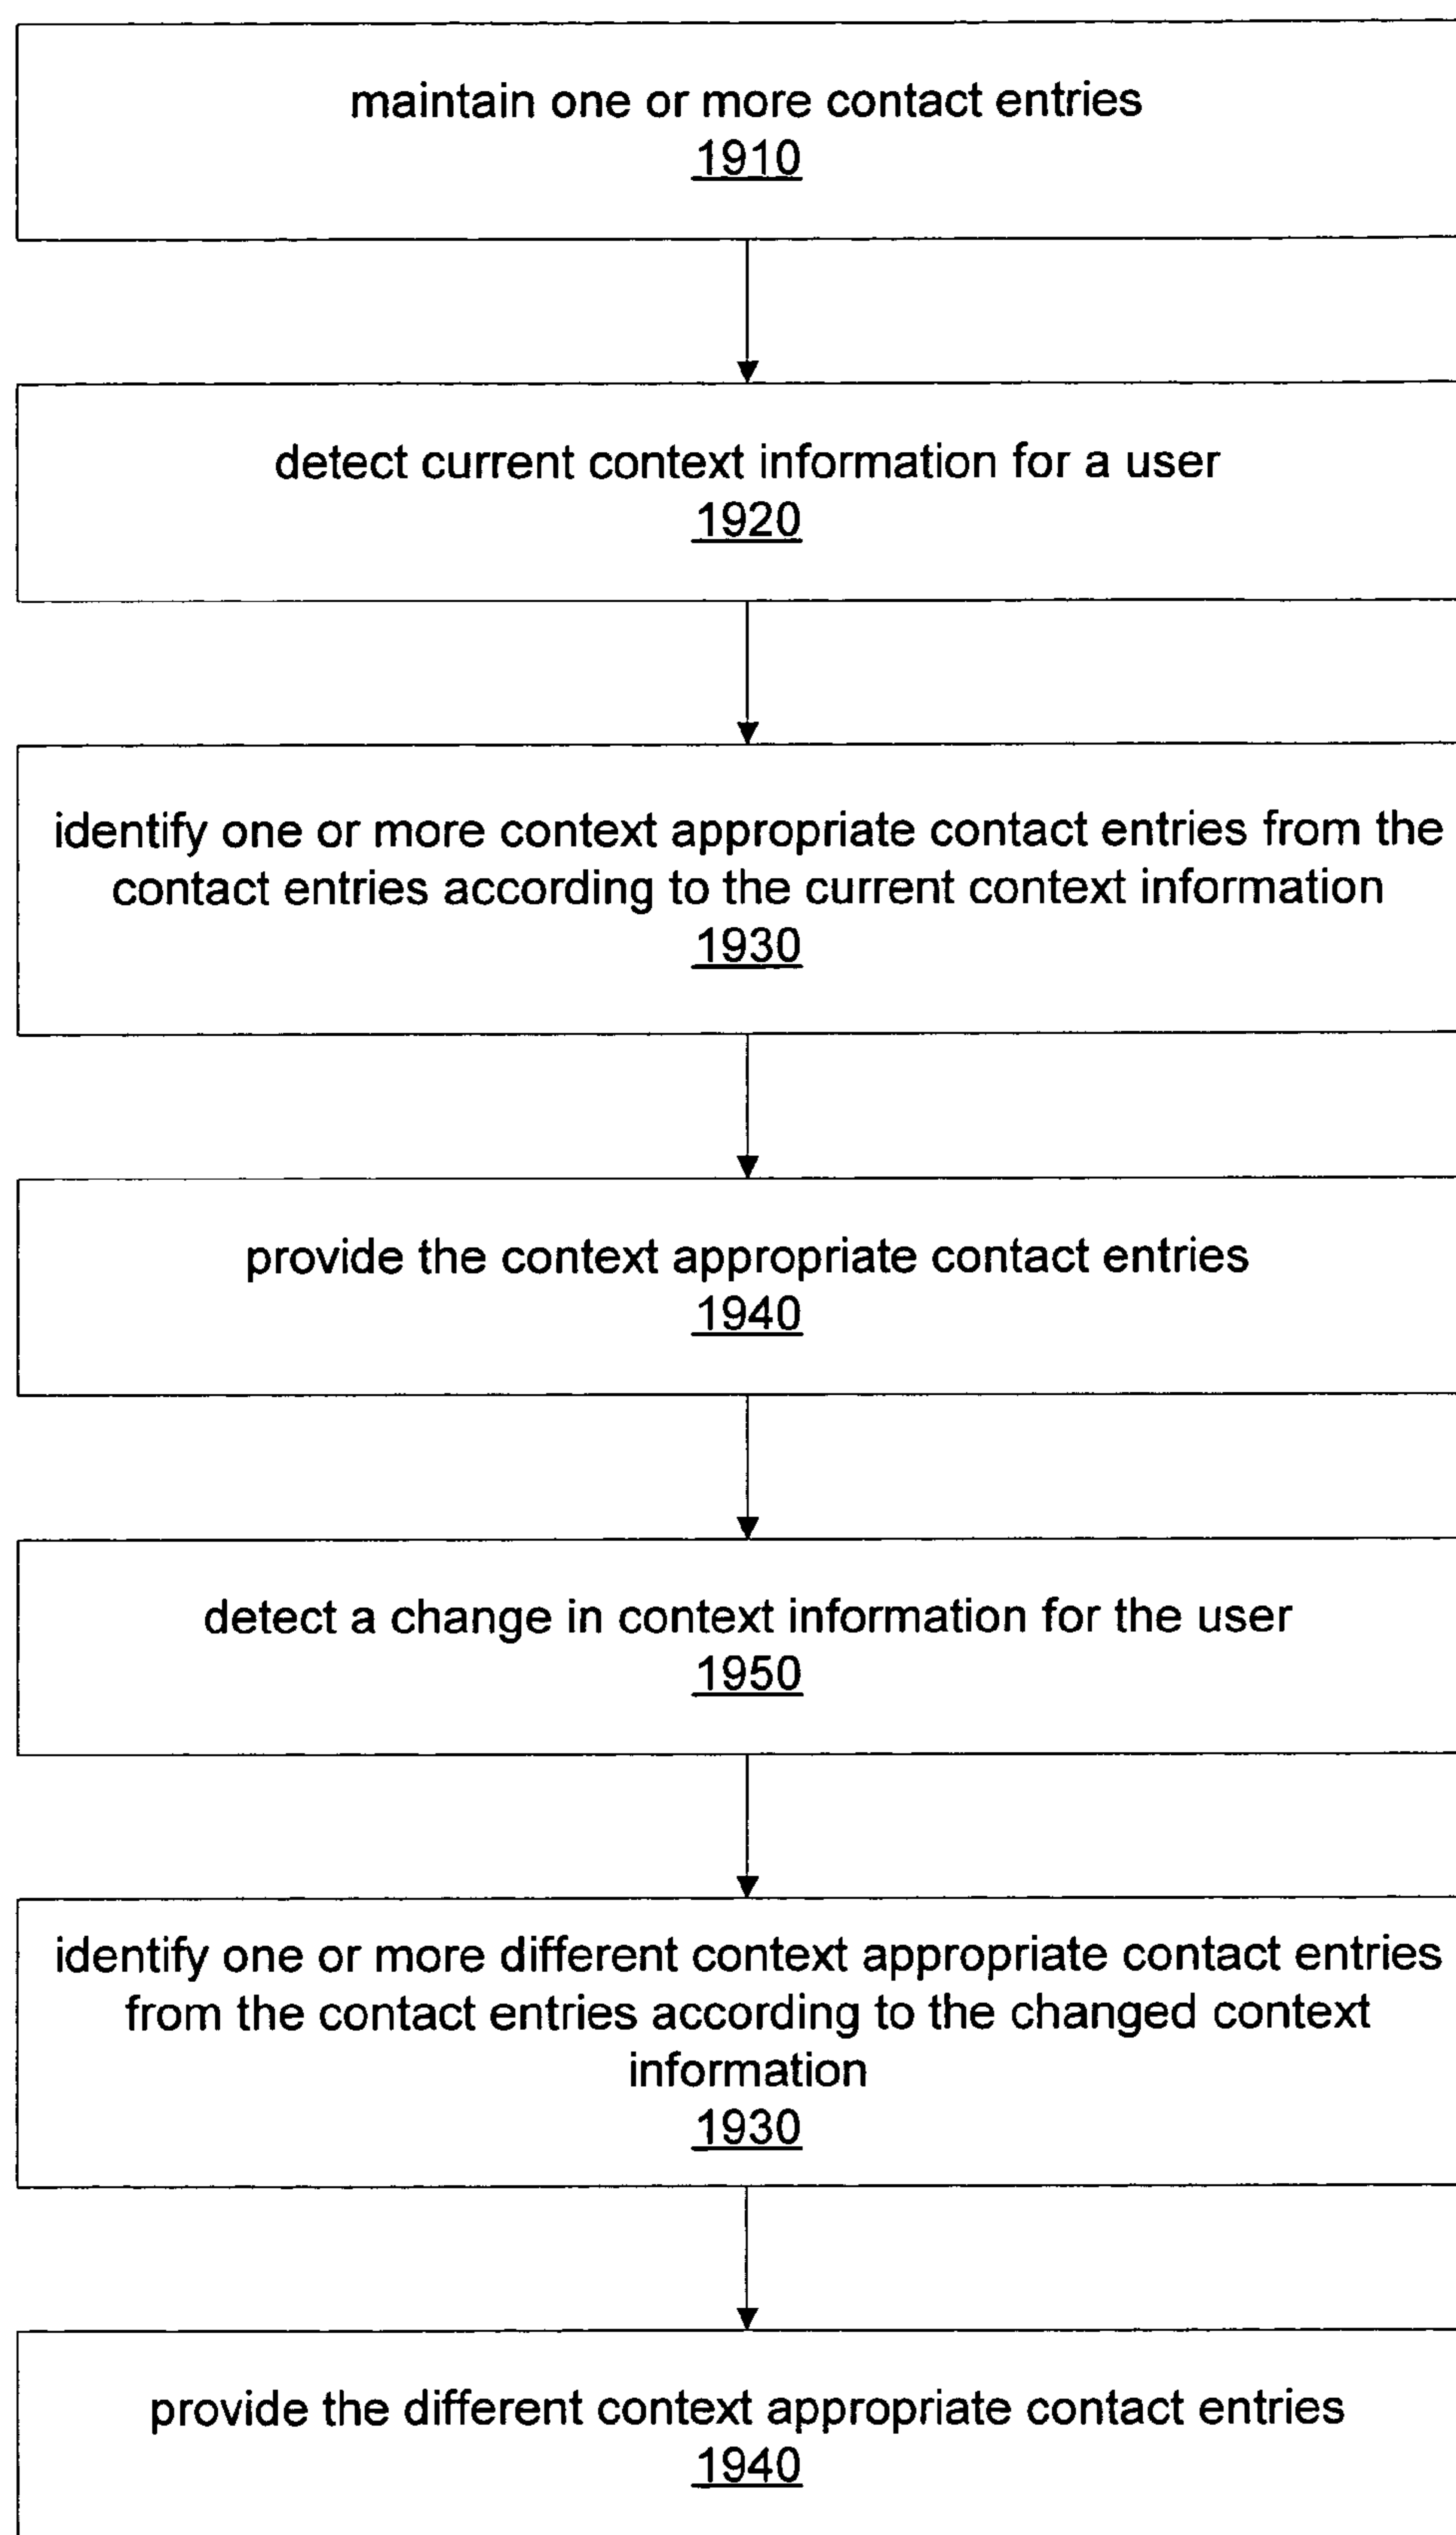 maintain one or more contact entries
1910
detect current context information for a user
1920
identify one or more context appropriate contact entries from the
contact entries according to the current context information
1930
provide the context appropriate contact entries
1940
detect a change in context information for the user
1950
identify one or more different context appropriate contact entries
from the contact entries according to the changed context
information
1930
provide the different context appropriate contact entries
1940